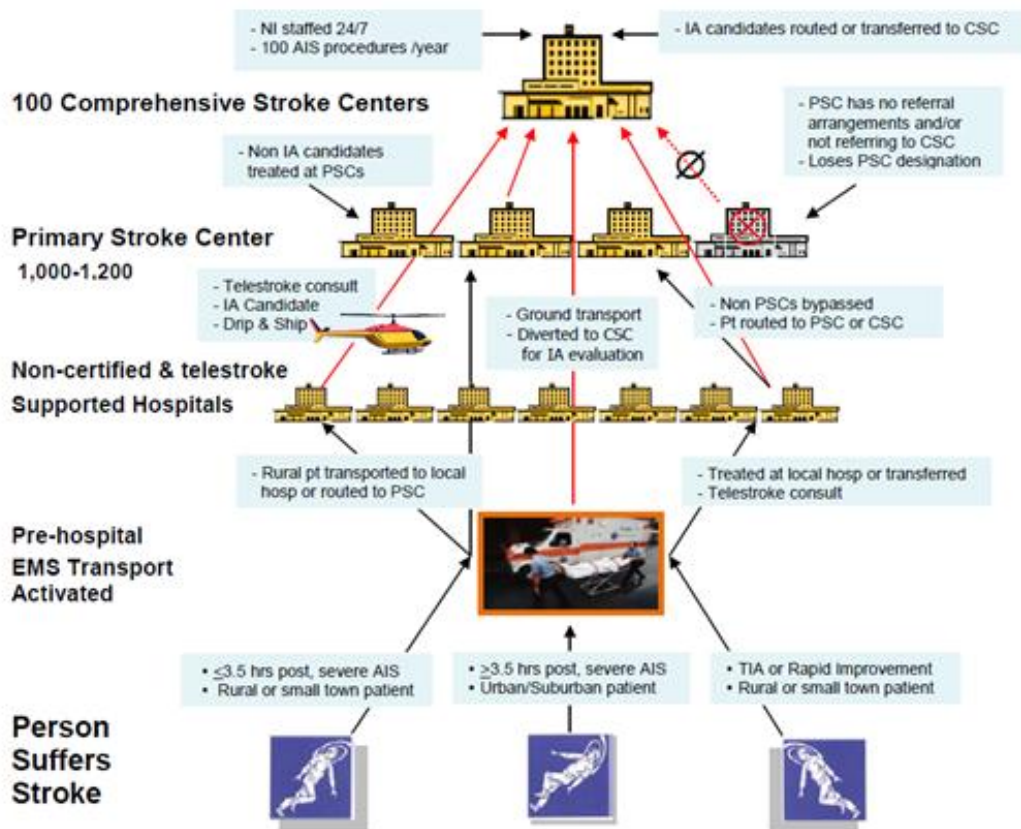 - NI staffed 24/7
- 100 AIS procedures /year
- IA candidates routed or transferred to CSC
100 Comprehensive Stroke Centers
- PSC has no referral
arrangements and/or
not referring to CSC
- Loses PSC designation
- Non IA candidates
treated at PSCs
Primary Stroke Center
1,000-1,200
- Telestroke consult
- IA Candidate
- Drip & Ship
- Ground transport
- Diverted to CSC
for IA evaluation
- Non PSCs bypassed
- Pt routed to PSC or CSC
Non-certified & telestroke
Supported Hospitals
- Rural pt transported to local
hosp or routed to PSC
- Treated at local hosp or transferred
- Telestroke consult
Pre-hospital
EMS Transport
Activated
• ≤3.5 hrs post, severe AIS
• Rural or small town patient
• ≥3.5 hrs post, severe AIS
• Urban/Suburban patient
• TIA or Rapid Improvement
• Rural or small town patient
Person
Suffers
Stroke